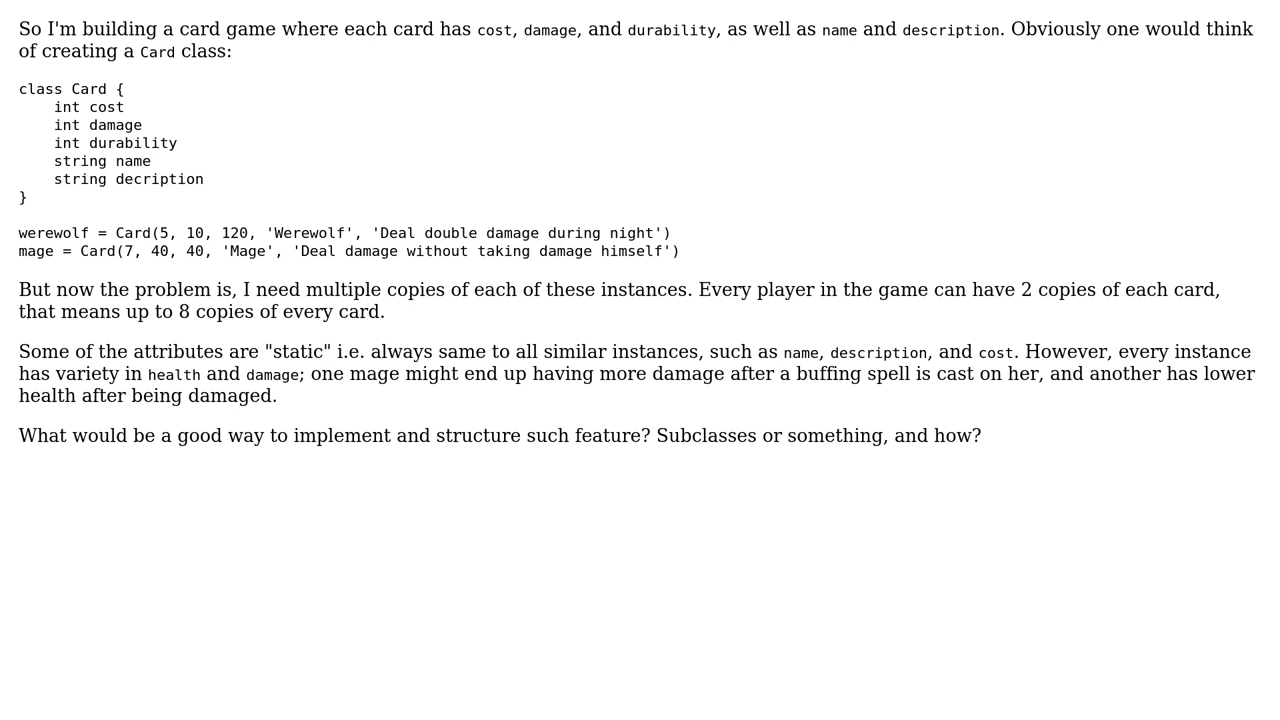 So I'm building a card game where each card has cost, damage, and durability, as well as name and description. Obviously one would think
of creating a Card class:
class Card {
    int cost
    int damage
    int durability
    string name
    string decription
}
werewolf = Card(5, 10, 120, 'Werewolf', 'Deal double damage during night')
mage = Card(7, 40, 40, 'Mage', 'Deal damage without taking damage himself')
But now the problem is, I need multiple copies of each of these instances. Every player in the game can have 2 copies of each card,
that means up to 8 copies of every card.
Some of the attributes are "static" i.e. always same to all similar instances, such as name, description, and cost. However, every instance
has variety in health and damage; one mage might end up having more damage after a buffing spell is cast on her, and another has lower
health after being damaged.
What would be a good way to implement and structure such feature? Subclasses or something, and how?